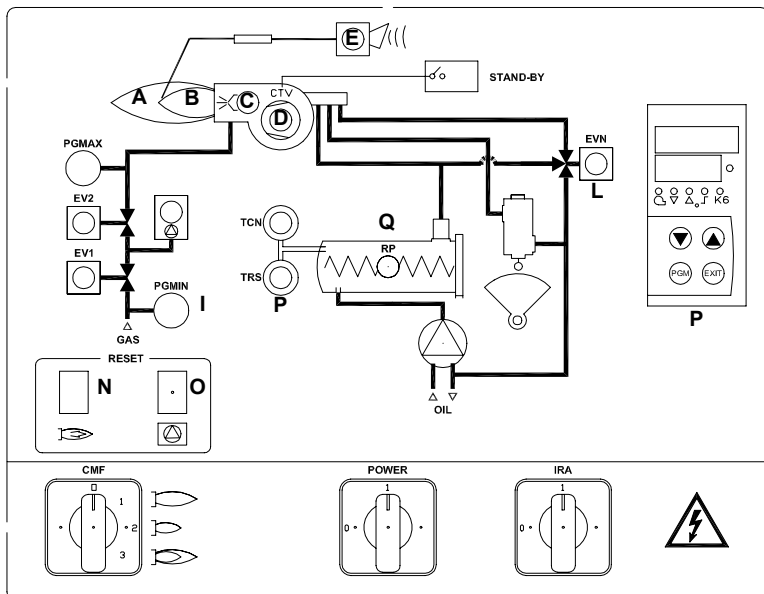 E
A
B
C
CTV
D
STAND-BY
PGMAX
EVN
L
EV2
TCN
Q
RP
K6
EV1
TRS
P
PGMIN
I
PGM
EXIT
P
GAS
RESET
N
O
OIL
CMF
POWER
IRA
0
1
2
3
1
0
1
0